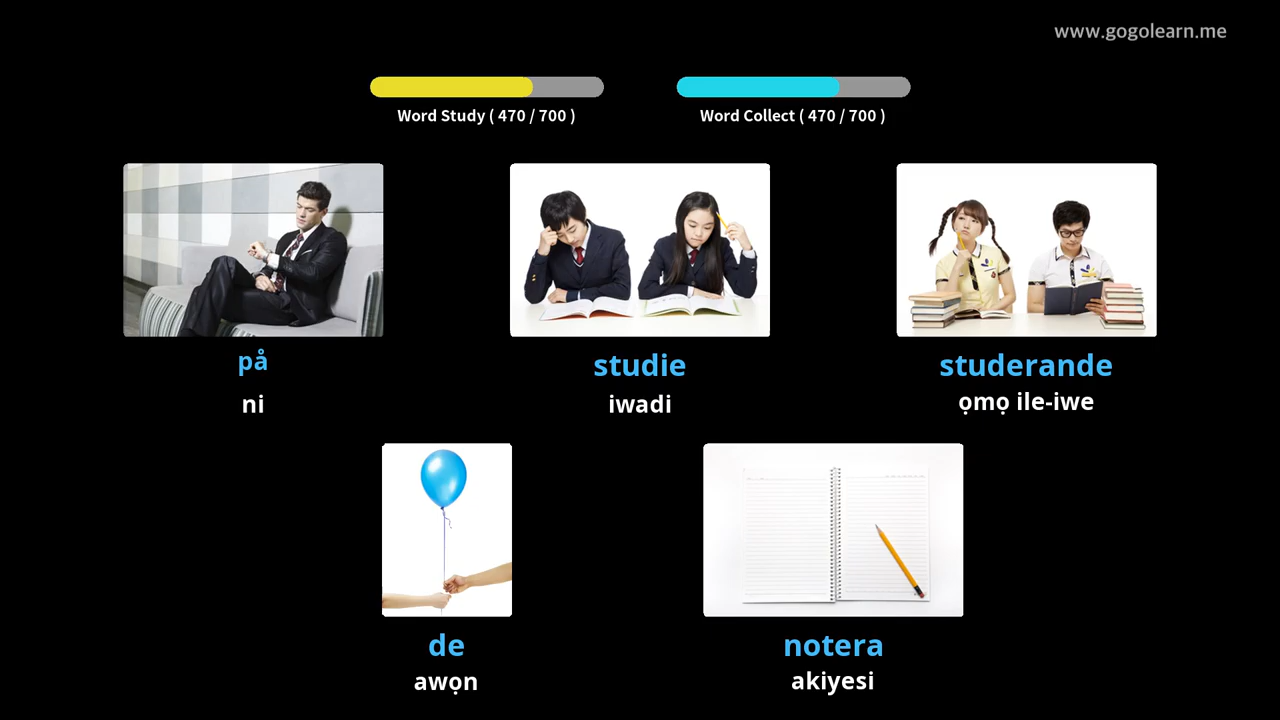 www.gogolearn.me
Word Study ( 470 / 700 )
Word Collect ( 470 / 700 )
på
ni
studie
iwadi
studerande
ọmọ ile-iwe
de
awọn
notera
akiyesi